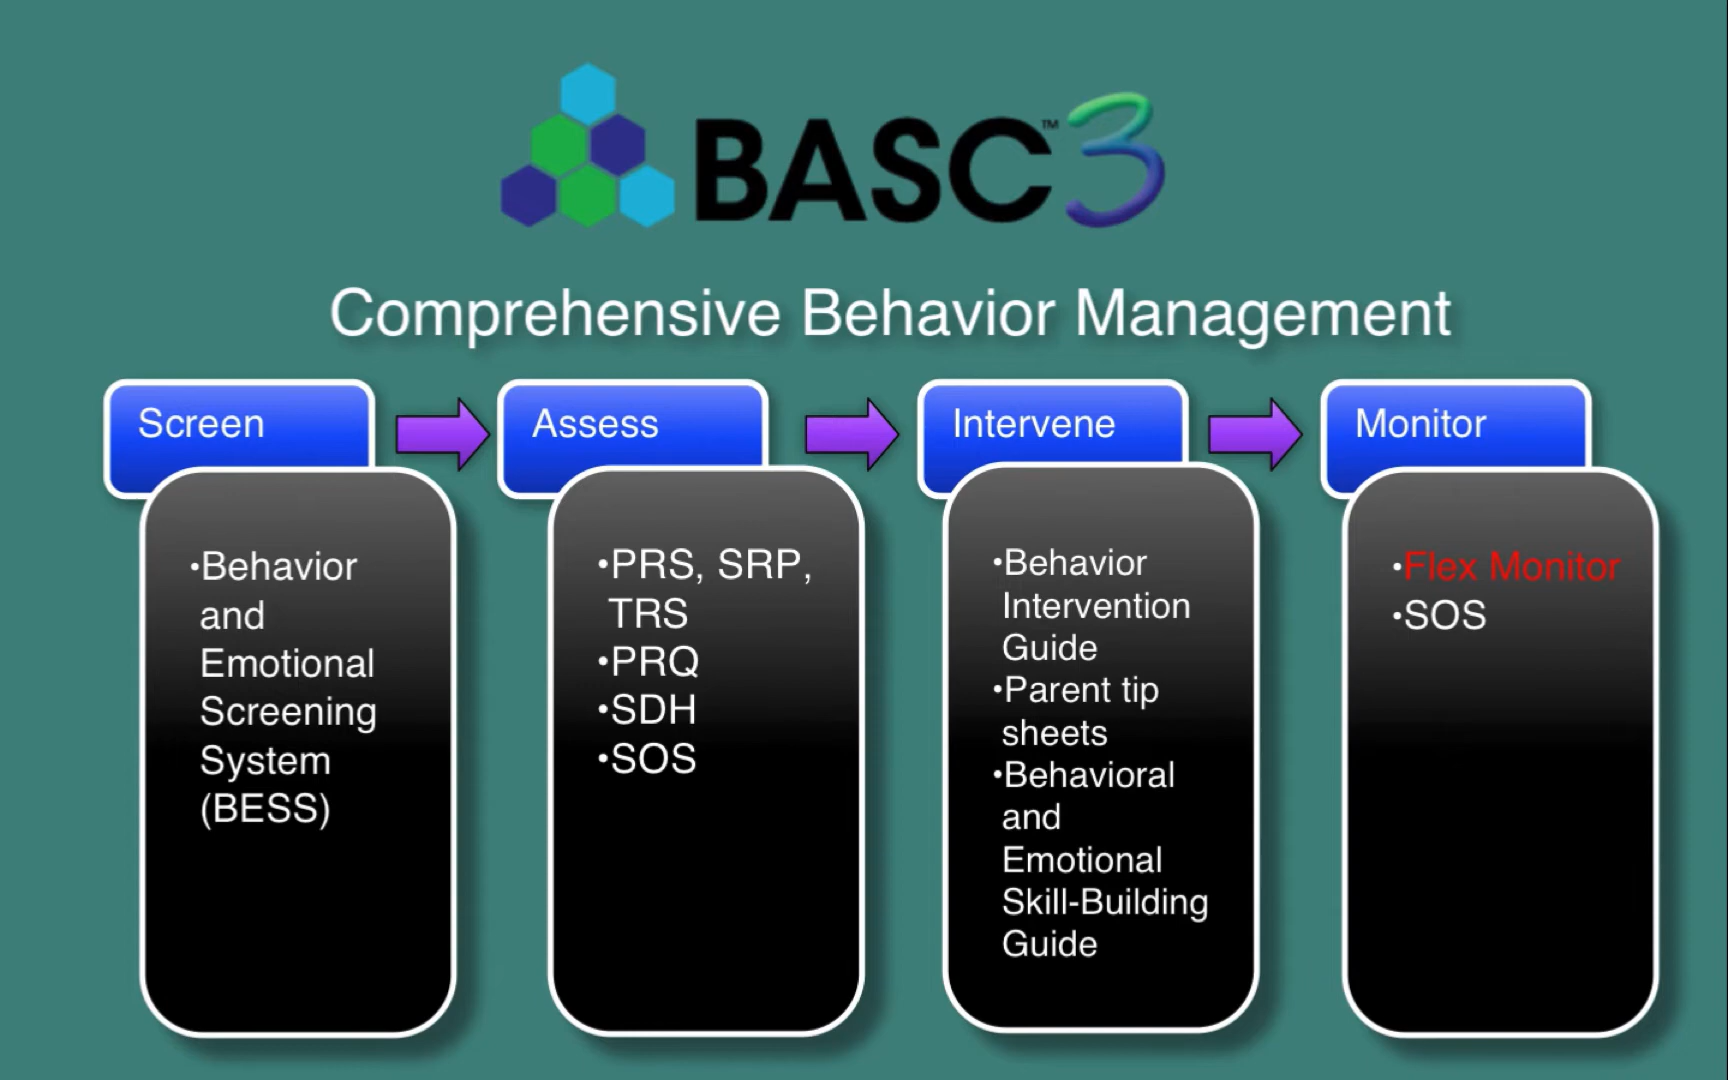 BASC™3
Comprehensive Behavior Management
Screen
•Behavior
and
Emotional
Screening
System
(BESS)
Assess
•PRS, SRP,
TRS
•PRQ
•SDH
•SOS
Intervene
•Behavior
Intervention
Guide
•Parent tip
sheets
•Behavioral
and
Emotional
Skill-Building
Guide
Monitor
•Flex Monitor
•SOS